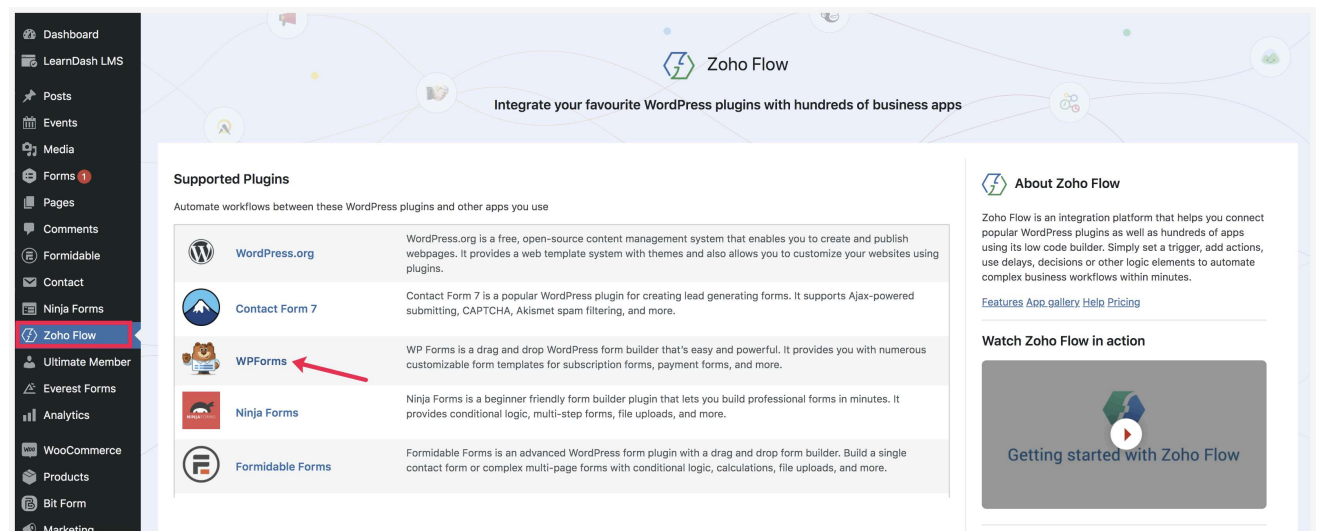 Dashboard
LearnDash LMS
Posts
Events
Media
Forms 1
Pages
Comments
Formidable
Contact
Ninja Forms
Zoho Flow
Ultimate Member
Everest Forms
Analytics
WooCommerce
Products
Bit Form
Marketing
Zoho Flow
Integrate your favourite WordPress plugins with hundreds of business apps
Supported Plugins
Automate workflows between these WordPress plugins and other apps you use
WordPress.org
WordPress.org is a free, open-source content management system that enables you to create and publish
webpages. It provides a web template system with themes and also allows you to customize your websites using
plugins.
Contact Form 7
Contact Form 7 is a popular WordPress plugin for creating lead generating forms. It supports Ajax-powered
submitting, CAPTCHA, Akismet spam filtering, and more.
WPForms
WP Forms is a drag and drop WordPress form builder that's easy and powerful. It provides you with numerous
customizable form templates for subscription forms, payment forms, and more.
NINJA FORMS
Ninja Forms
Ninja Forms is a beginner friendly form builder plugin that lets you build professional forms in minutes. It
provides conditional logic, multi-step forms, file uploads, and more.
Formidable Forms
Formidable Forms is an advanced WordPress form plugin with a drag and drop form builder. Build a single
contact form or complex multi-page forms with conditional logic, calculations, file uploads, and more.
About Zoho Flow
Zoho Flow is an integration platform that helps you connect
popular WordPress plugins as well as hundreds of apps
using its low code builder. Simply set a trigger, add actions,
use delays, decisions or other logic elements to automate
complex business workflows within minutes.
Features App gallery Help Pricing
Watch Zoho Flow in action
Getting started with Zoho Flow